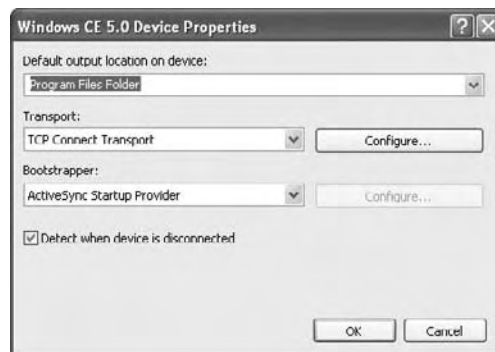 Windows CE 5.0 Device Properties
Default output location on device:
Program Files Folder
Transport:
TCP Connect Transport
Configure...
Bootstrapper:
ActiveSync Startup Provider
Configure...
Detect when device is disconnected
OK
Cancel